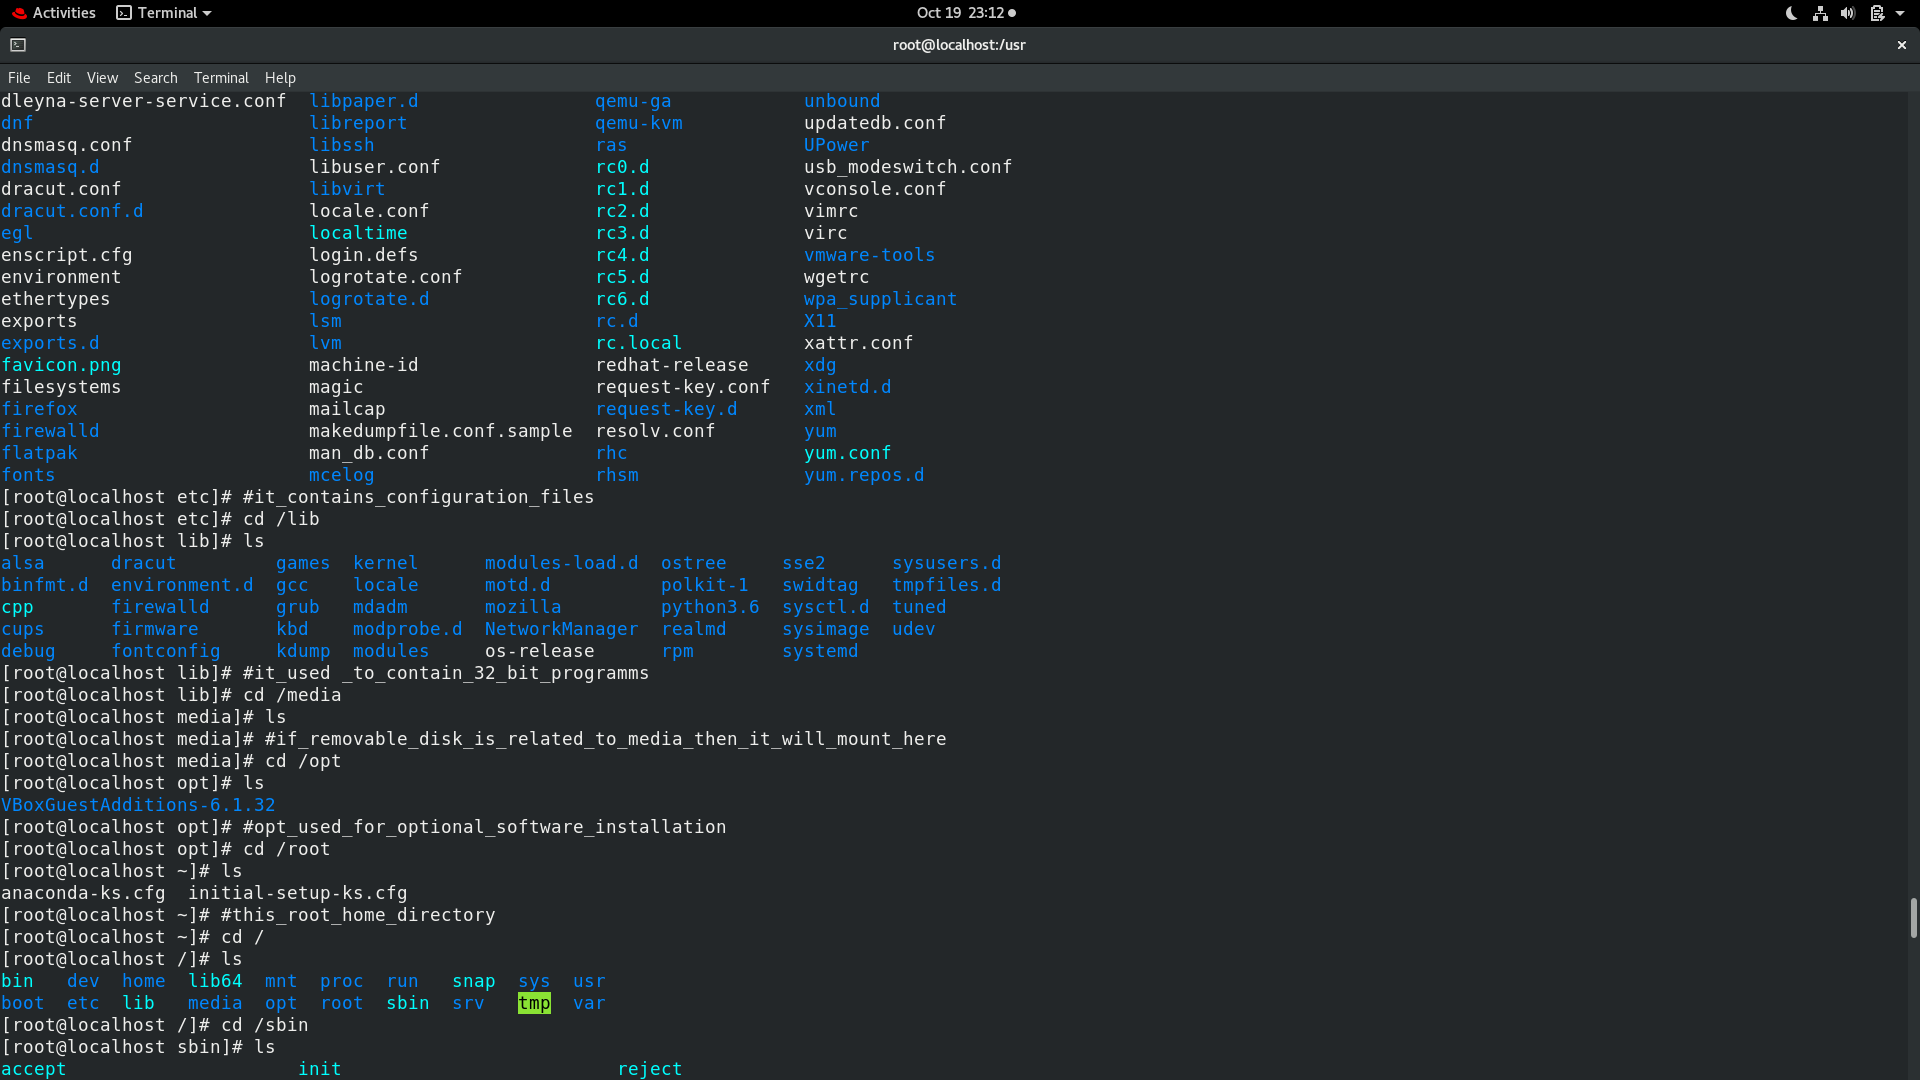 Activities Terminal Oct 19 23:12
root@localhost:/usr
File Edit View Search Terminal Help
dleyna-server-service.conf libpaper.d qemu-ga unbound
dnf libreport qemu-kvm updatedb.conf
dnsmasq.conf libssh ras UPower
dnsmasq.d libuser.conf rc0.d usb_modeswitch.conf
dracut.conf libvirt rc1.d vconsole.conf
dracut.conf.d locale.conf rc2.d vimrc
egl localtime rc3.d virc
enscript.cfg login.defs rc4.d vmware-tools
environment logrotate.conf rc5.d wgetrc
ethertypes logrotate.d rc6.d wpa_supplicant
exports lsm rc.d X11
exports.d lvm rc.local xattr.conf
favicon.png machine-id redhat-release xdg
filesystems magic request-key.conf xinetd.d
firefox mailcap request-key.d xml
firewalld makedumpfile.conf.sample resolv.conf yum
flatpak man_db.conf rhc yum.conf
fonts mcelog rhsm yum.repos.d
[root@localhost etc]# #it_contains_configuration_files
[root@localhost etc]# cd /lib
[root@localhost lib]# ls
alsa dracut games kernel modules-load.d ostree sse2 sysusers.d
binfmt.d environment.d gcc locale motd.d polkit-1 swidtag tmpfiles.d
cpp firewalld grub mdadm mozilla python3.6 sysctl.d tuned
cups firmware kbd modprobe.d NetworkManager realmd sysimage udev
debug fontconfig kdump modules os-release rpm systemd
[root@localhost lib]# #it_used _to_contain_32_bit_programms
[root@localhost lib]# cd /media
[root@localhost media]# ls
[root@localhost media]# #if_removable_disk_is_related_to_media_then_it_will_mount_here
[root@localhost media]# cd /opt
[root@localhost opt]# ls
VBoxGuestAdditions-6.1.32
[root@localhost opt]# #opt_used_for_optional_software_installation
[root@localhost opt]# cd /root
[root@localhost ~]# ls
anaconda-ks.cfg initial-setup-ks.cfg
[root@localhost ~]# #this_root_home_directory
[root@localhost ~]# cd /
[root@localhost /]# ls
bin dev home lib64 mnt proc run snap sys usr
boot etc lib media opt root sbin srv tmp var
[root@localhost /]# cd /sbin
[root@localhost sbin]# ls
accept init reject